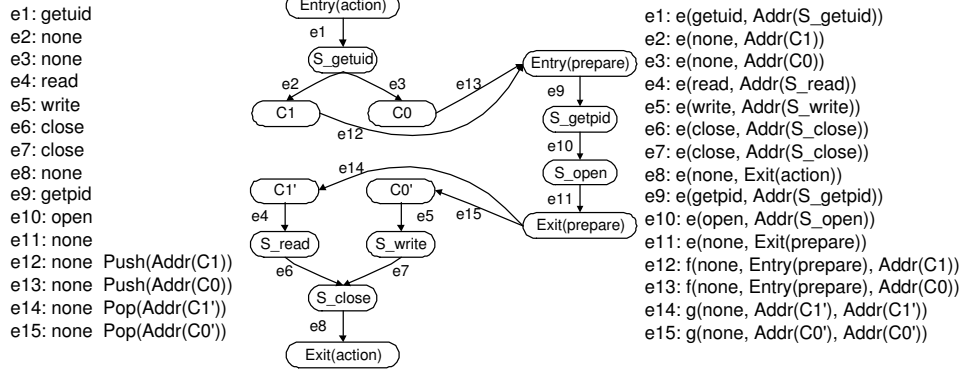 e1: getuid
e2: none
e3: none
e4: read
e5: write
e6: close
e7: close
e8: none
e9: getpid
e10: open
e11: none
e12: none Push(Addr(C1))
e13: none Push(Addr(C0))
e14: none Pop(Addr(C1'))
e15: none Pop(Addr(C0'))
Entry(action)
e1
S_getuid
e2
e3
C1
C0
e12
e13
Entry(prepare)
e9
S_getpid
e10
S_open
e11
Exit(prepare)
e14
e15
C1'
C0'
e4
e5
S_read
S_write
e6
e7
S_close
e8
Exit(action)
e1: e(getuid, Addr(S_getuid))
e2: e(none, Addr(C1))
e3: e(none, Addr(C0))
e4: e(read, Addr(S_read))
e5: e(write, Addr(S_write))
e6: e(close, Addr(S_close))
e7: e(close, Addr(S_close))
e8: e(none, Exit(action))
e9: e(getpid, Addr(S_getpid))
e10: e(open, Addr(S_open))
e11: e(none, Exit(prepare))
e12: f(none, Entry(prepare), Addr(C1))
e13: f(none, Entry(prepare), Addr(C0))
e14: g(none, Addr(C1'), Addr(C1'))
e15: g(none, Addr(C0'), Addr(C0'))